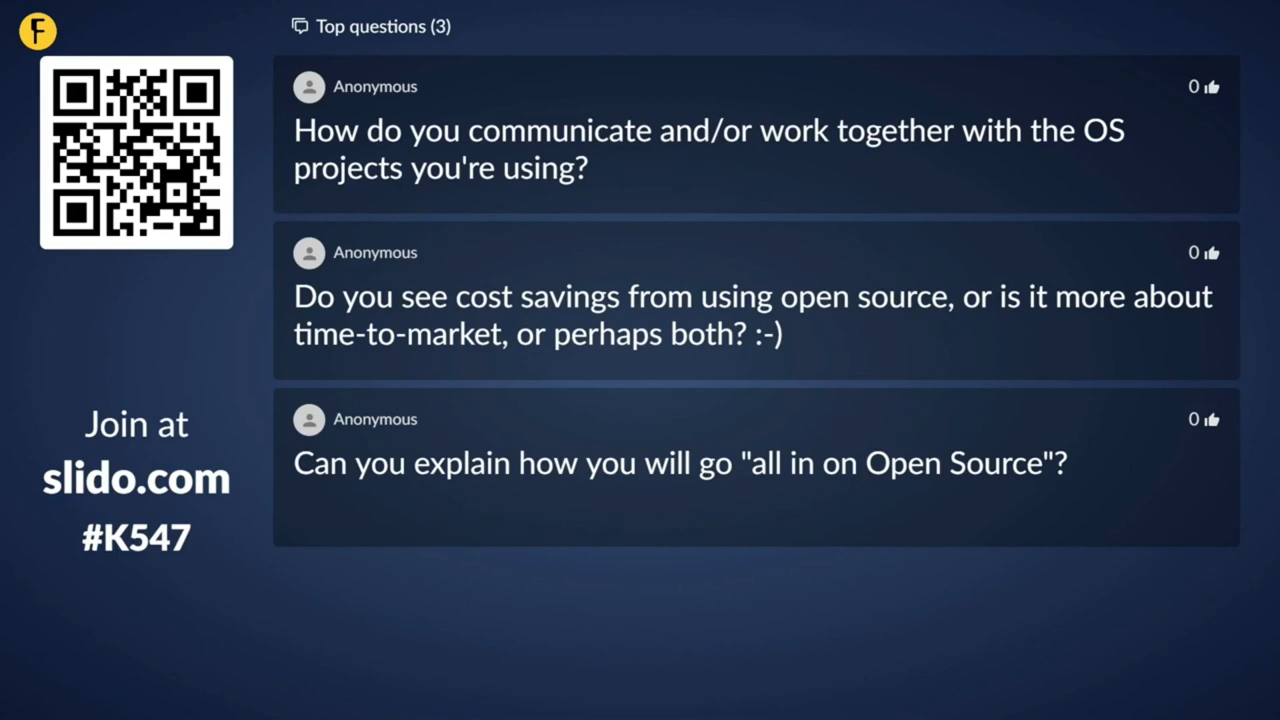 F
Top questions (3)
Anonymous
0
How do you communicate and/or work together with the OS
projects you're using?
Anonymous
0
Do you see cost savings from using open source, or is it more about
time-to-market, or perhaps both? :-)
Anonymous
0
Can you explain how you will go "all in on Open Source"?
Join at
slido.com
#K547